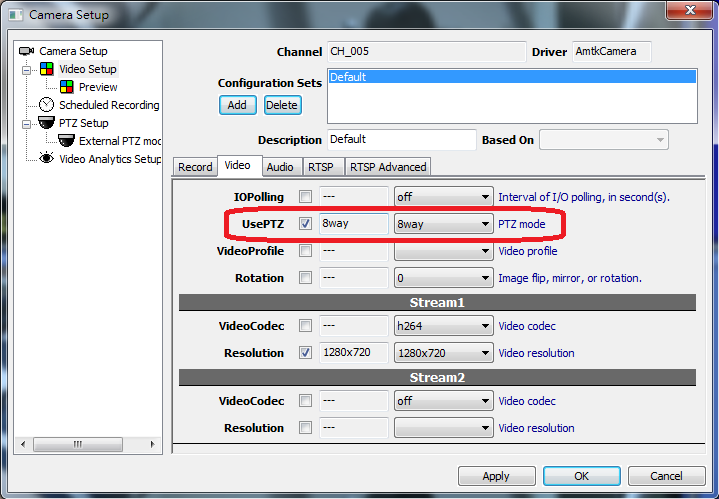 Camera Setup
Camera Setup
Video Setup
Preview
Scheduled Recording
PTZ Setup
External PTZ mod
Video Analytics Setup
Channel CH_005 Driver AmtkCamera
Configuration Sets Default
Add Delete
Description Default Based On
Record Video Audio RTSP RTSP Advanced
IOPolling --- off Interval of I/O polling, in second(s).
UsePTZ 8way 8way PTZ mode
VideoProfile --- Video profile
Rotation --- 0 Image flip, mirror, or rotation.
Stream1
VideoCodec --- h264 Video codec
Resolution 1280x720 1280x720 Video resolution
Stream2
VideoCodec --- off Video codec
Resolution --- Video resolution
Apply OK Cancel